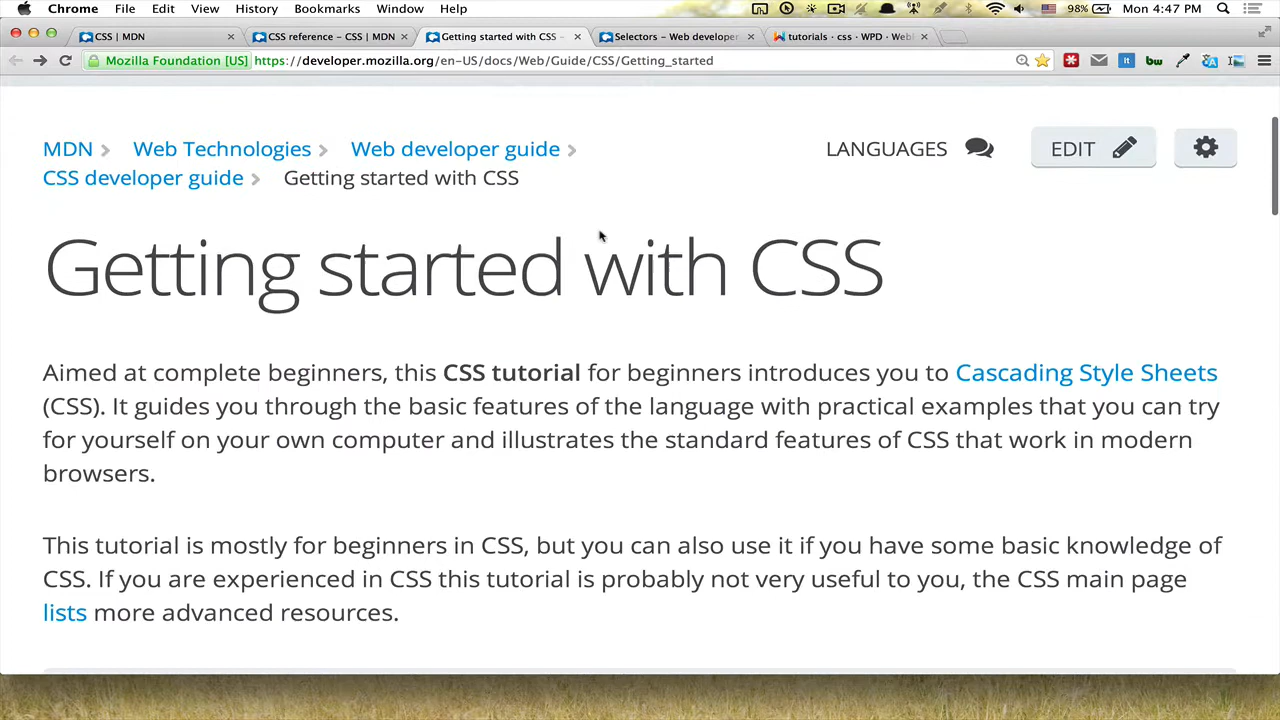 Chrome File Edit View History Bookmarks Window Help 98% Mon 4:47 PM
CSS | MDN CSS reference – CSS | MDN Getting started with CSS – Selectors – Web developer tutorials · css · WPD · Web
Mozilla Foundation [US] https://developer.mozilla.org/en-US/docs/Web/Guide/CSS/Getting_started
MDN Web Technologies Web developer guide
LANGUAGES EDIT
CSS developer guide Getting started with CSS
Getting started with CSS
Aimed at complete beginners, this CSS tutorial for beginners introduces you to Cascading Style Sheets
(CSS). It guides you through the basic features of the language with practical examples that you can try
for yourself on your own computer and illustrates the standard features of CSS that work in modern
browsers.
This tutorial is mostly for beginners in CSS, but you can also use it if you have some basic knowledge of
CSS. If you are experienced in CSS this tutorial is probably not very useful to you, the CSS main page
lists more advanced resources.